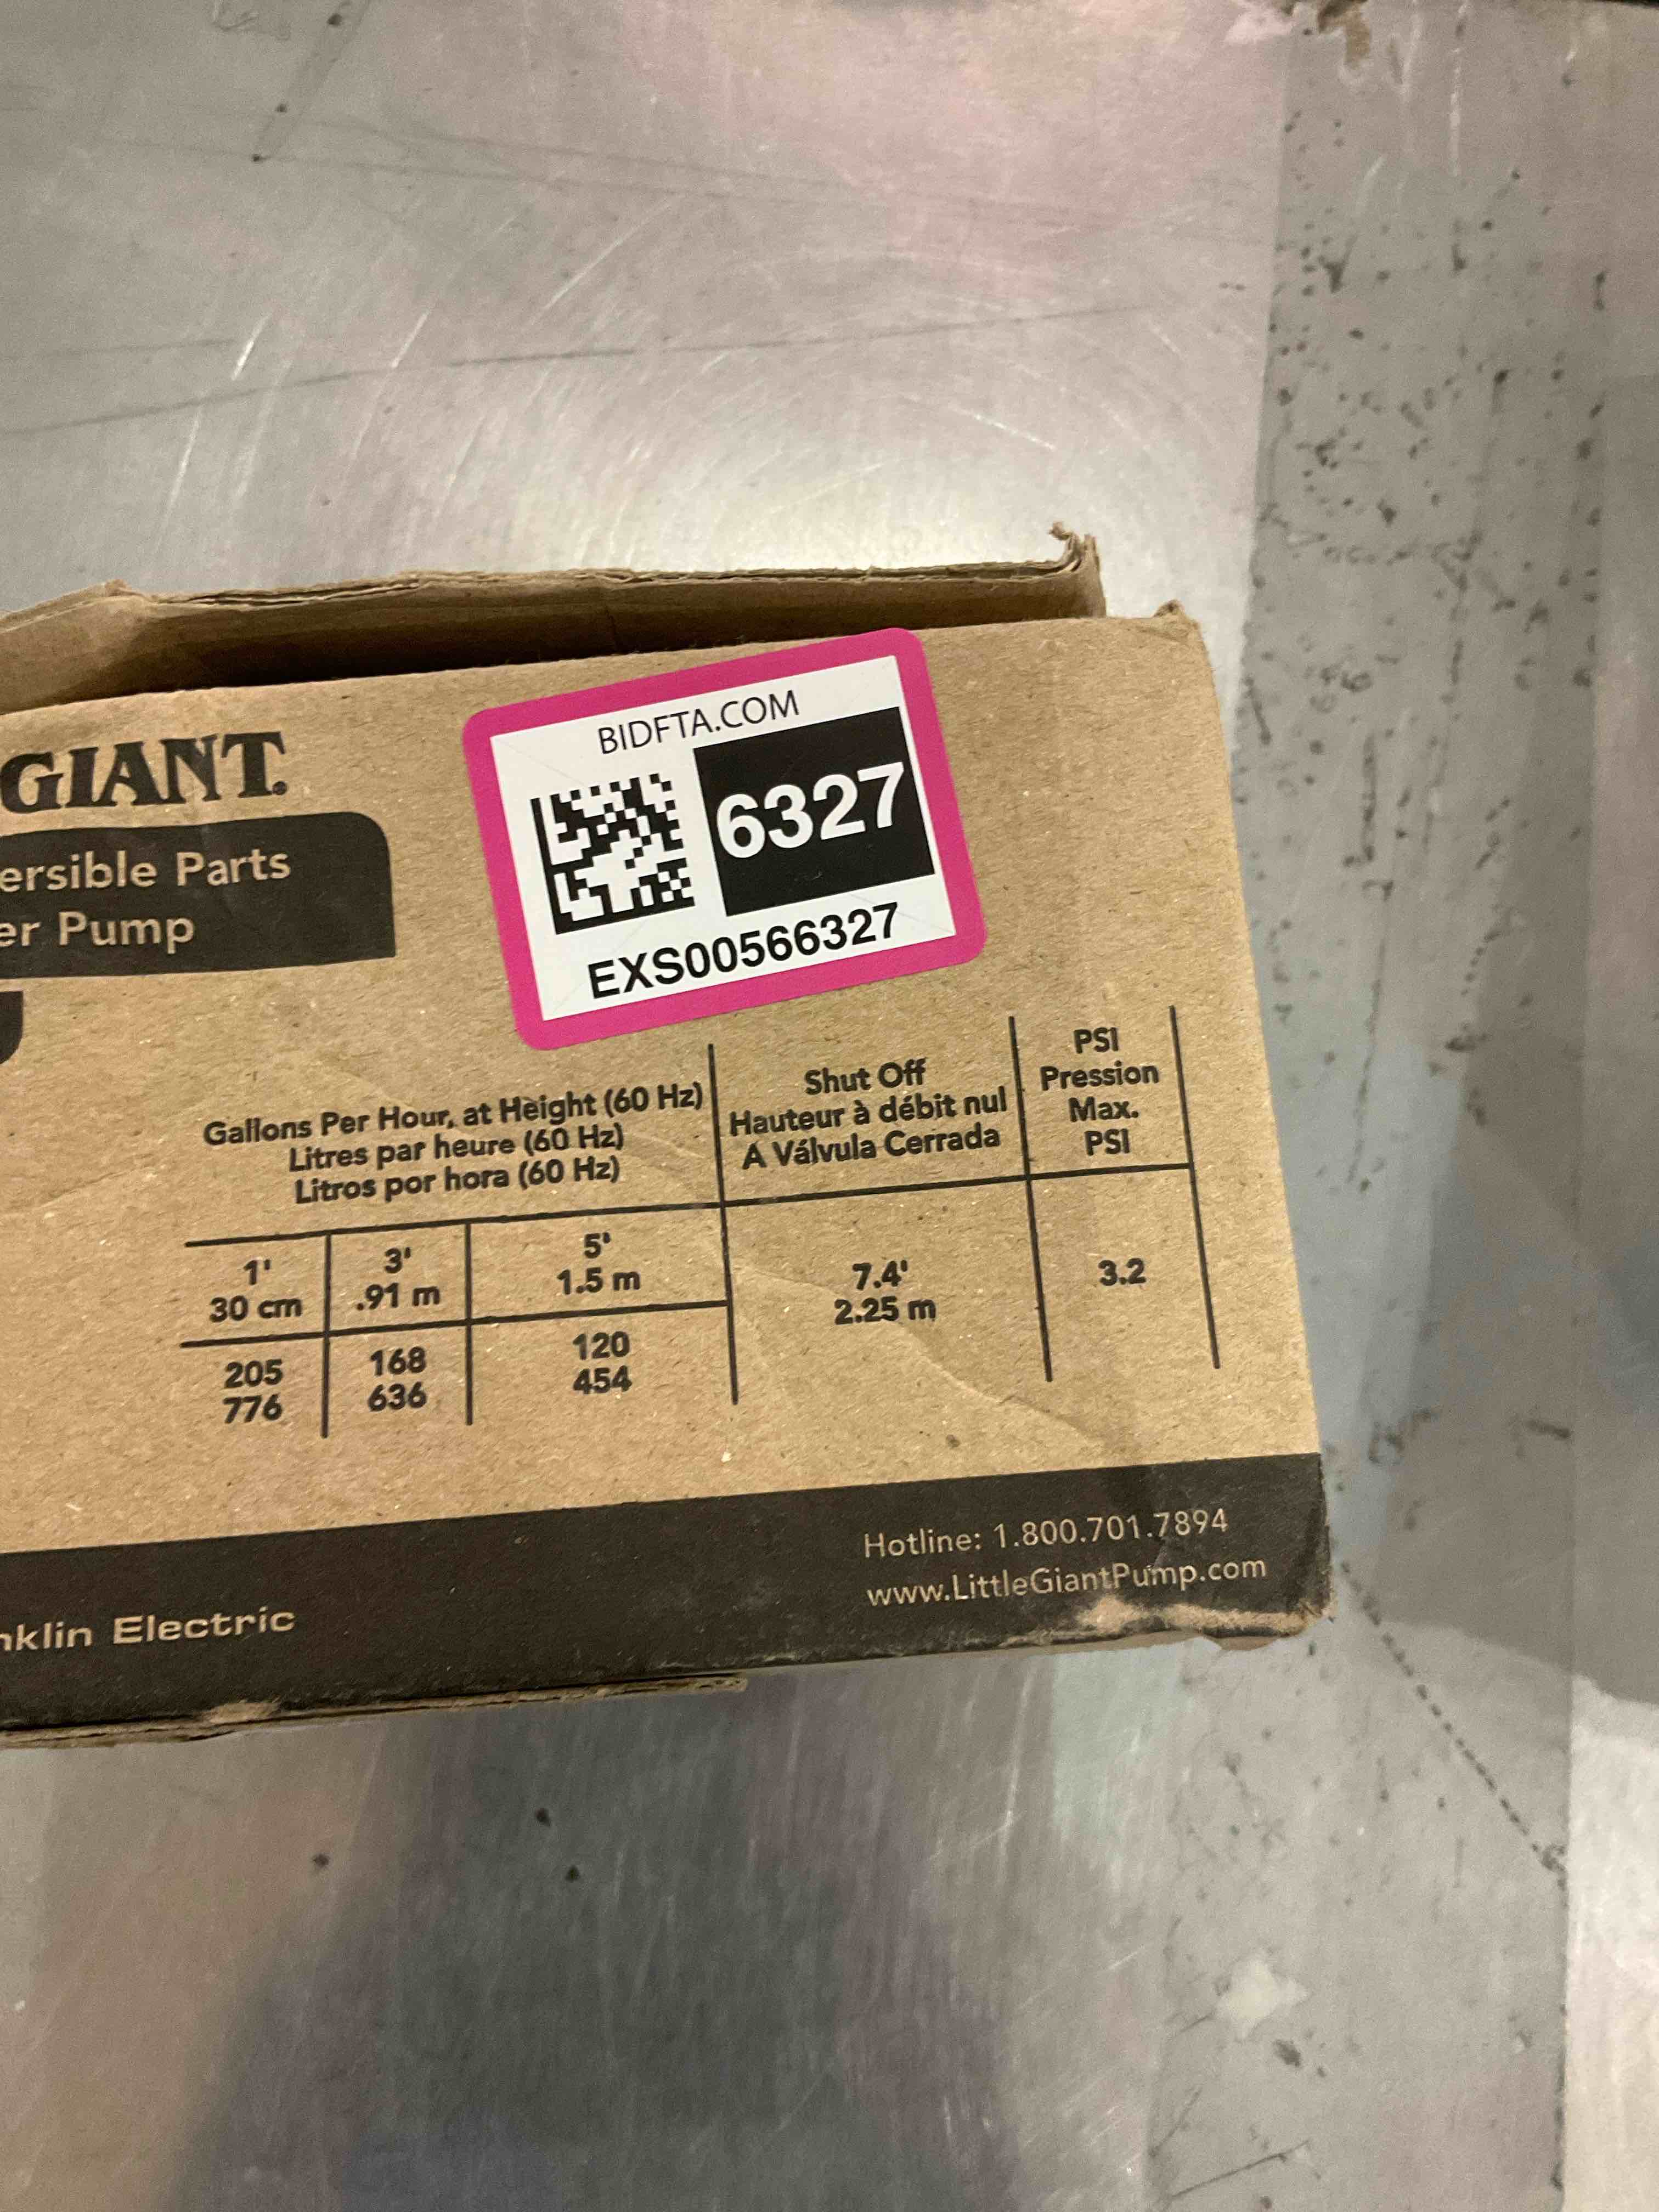 BIDFTA.COM
6327
EXS00566327
GIANT.
ersible Parts
er Pump
Gallons Per Hour, at Height (60 Hz)
Litres par heure (60 Hz)
Litros por hora (60 Hz)
Shut Off
Hauteur à débit nul
A Válvula Cerrada
PSI
Pression
Max.
PSI
1'
30 cm
3'
.91 m
5'
1.5 m
7.4'
2.25 m
3.2
205
776
168
636
120
454
Hotline: 1.800.701.7894
www.LittleGiantPump.com
nklin Electric